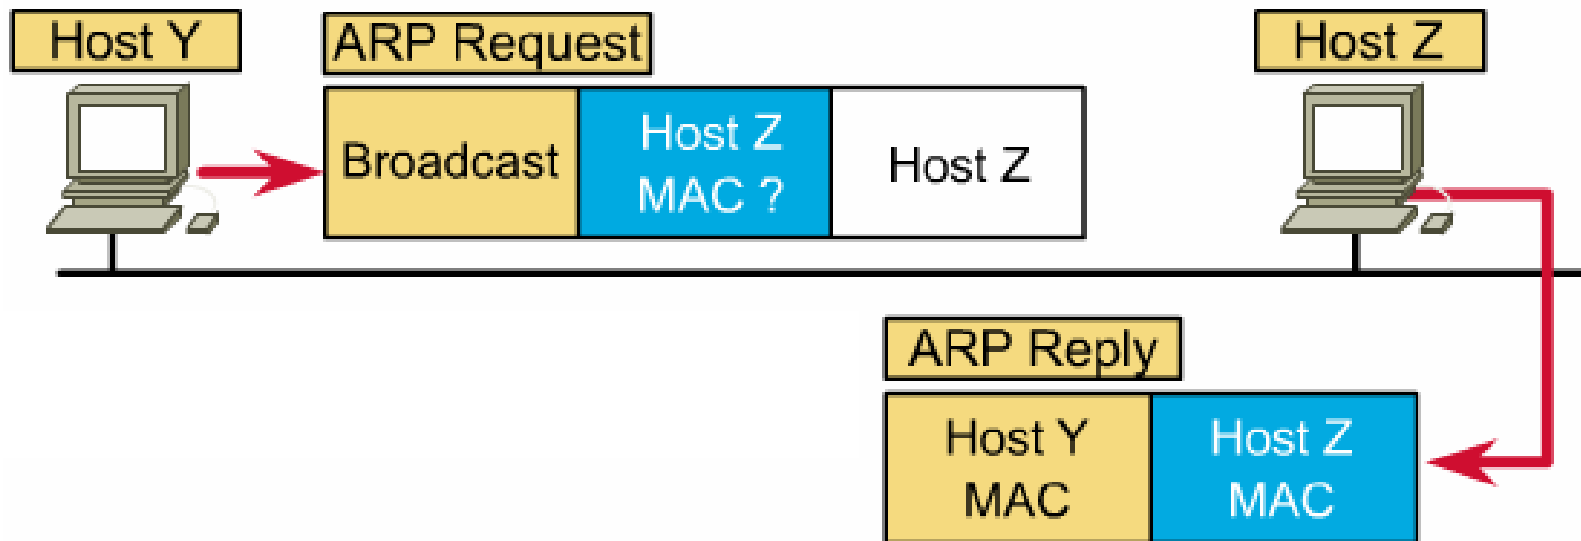 Host Y
ARP Request
Host Z
Broadcast
Host Z
MAC ?
Host Z
ARP Reply
Host Y
MAC
Host Z
MAC